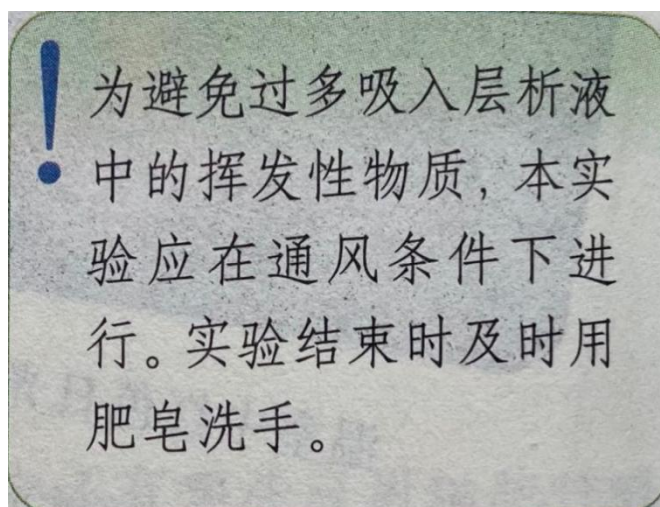 为避免过多吸入层析液
中的挥发性物质，本实
验应在通风条件下进
行。实验结束时及时用
肥皂洗手。